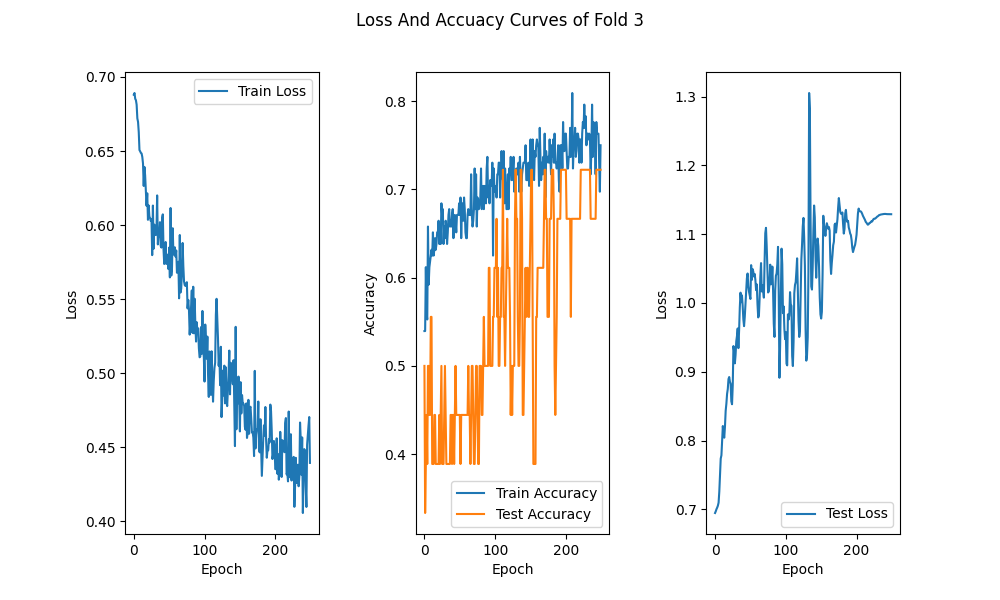 Loss And Accuacy Curves of Fold 3
0.70
0.65
0.60
0.55
0.50
0.45
0.40
Loss
Train Loss
0
100
200
Epoch
0.8
0.7
0.6
0.5
0.4
Accuracy
Train Accuracy
Test Accuracy
0
100
200
Epoch
1.3
1.2
1.1
1.0
0.9
0.8
0.7
Loss
Test Loss
0
100
200
Epoch